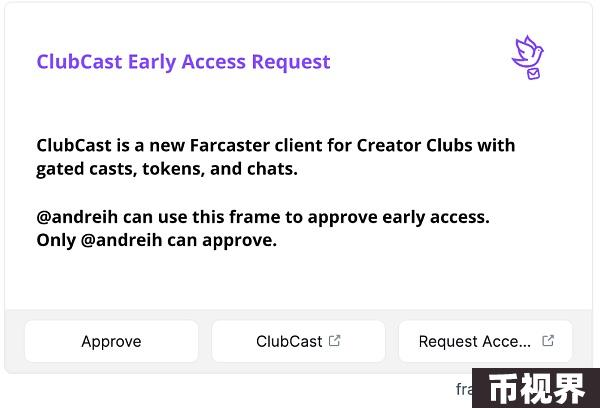 ClubCast Early Access Request
ClubCast is a new Farcaster client for Creator Clubs with
gated casts, tokens, and chats.
@andreih can use this frame to approve early access.
Only @andreih can approve.
Approve
ClubCast
Request Acce...
fra
币视界